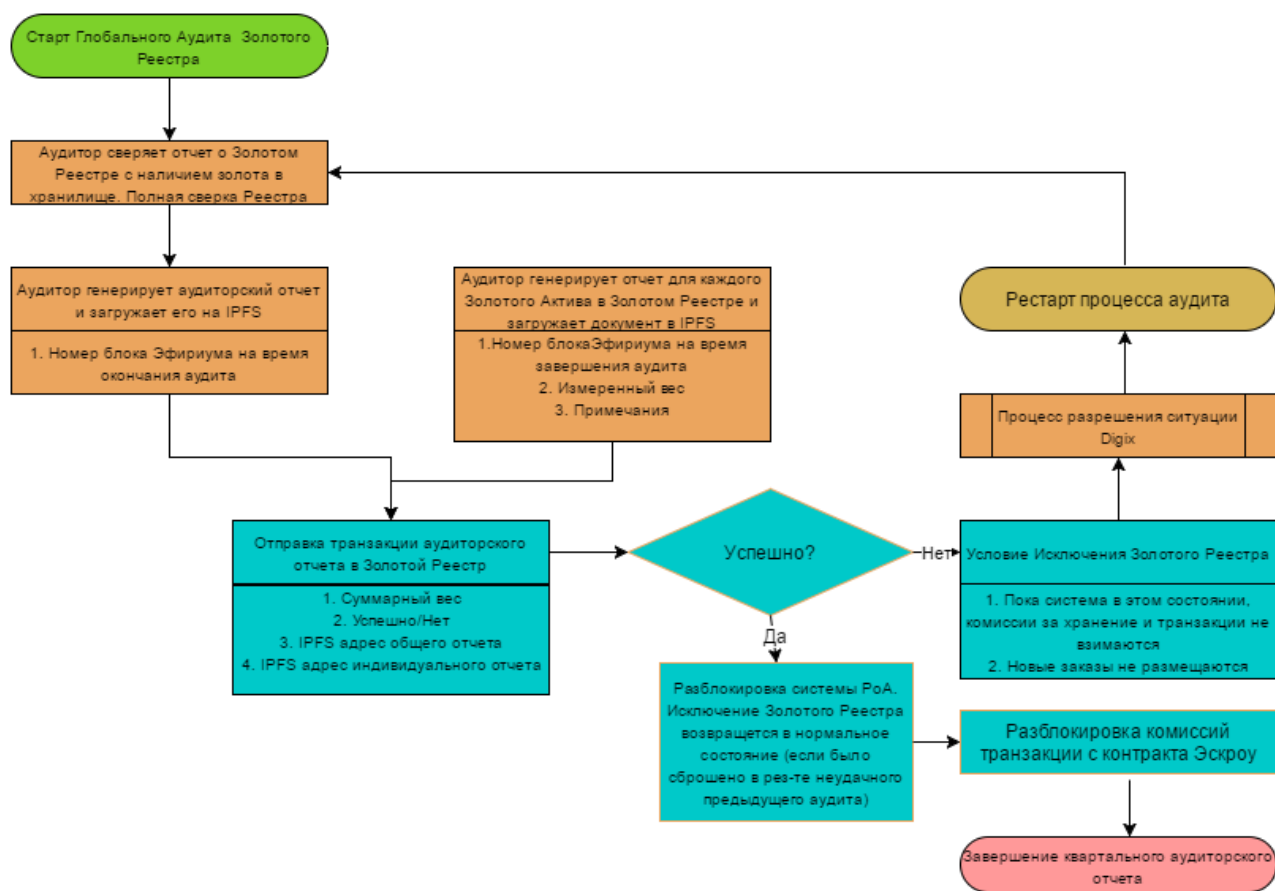 Старт Глобального Аудита Золотого
Реестра
Аудитор сверяет отчет о Золотом
Реестре с наличием золота в
хранилище. Полная сверка Реестра
Аудитор генерирует аудиторский отчет
и загружает его на IPFS
1. Номер блока Эфириума на время
окончания аудита
Аудитор генерирует отчет для каждого
Золотого Актива в Золотом Реестре и
загружает документ в IPFS
1.Номер блокаЭфириума на время
завершения аудита
2. Измеренный вес
3. Примечания
Рестарт процесса аудита
Процесс разрешения ситуации
Digix
Отправка транзакции аудиторского
отчета в Золотой Реестр
1. Суммарный вес
2. Успешно/Нет
3. IPFS адрес общего отчета
4. IPFS адрес индивидуального отчета
Успешно?
Нет
Да
Условие Исключения Золотого Реестра
1. Пока система в этом состоянии,
комиссии за хранение и транзакции не
взимаются
2. Новые заказы не размещаются
Разблокировка системы PoA.
Исключение Золотого Реестра
возвращется в нормальное
состояние (если было
сброшено в рез-те неудачного
предыдущего аудита)
Разблокировка комиссий
транзакции с контракта Эскроу
Завершение квартального аудиторского
отчета